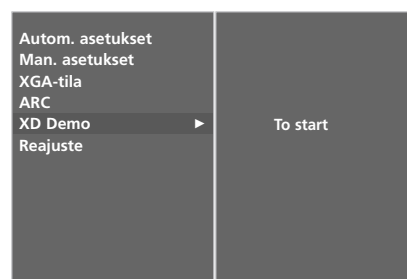 Autom. asetukset
Man. asetukset
XGA-tila
ARC
XD Demo ►
To start
Reajuste